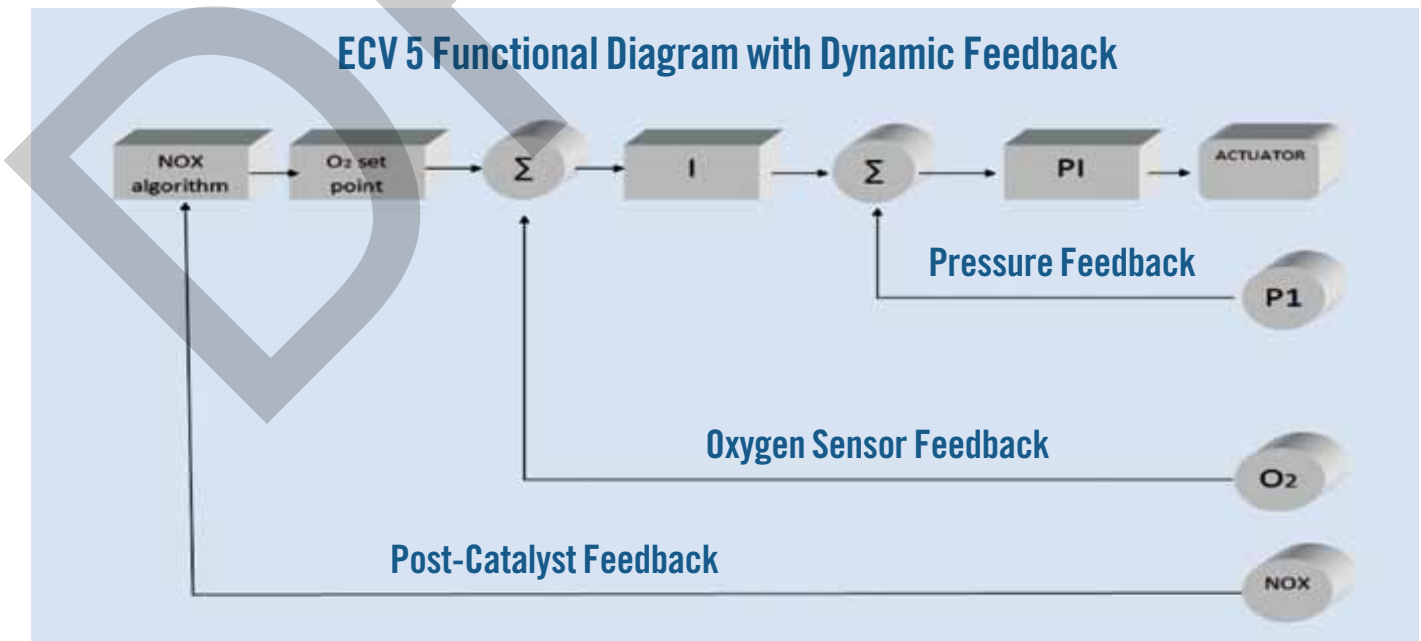 ECV 5 Functional Diagram with Dynamic Feedback
NOX
algorithm
O₂ set
point
Σ
I
Σ
PI
ACTUATOR
Pressure Feedback
P1
Oxygen Sensor Feedback
O₂
Post-Catalyst Feedback
NOX